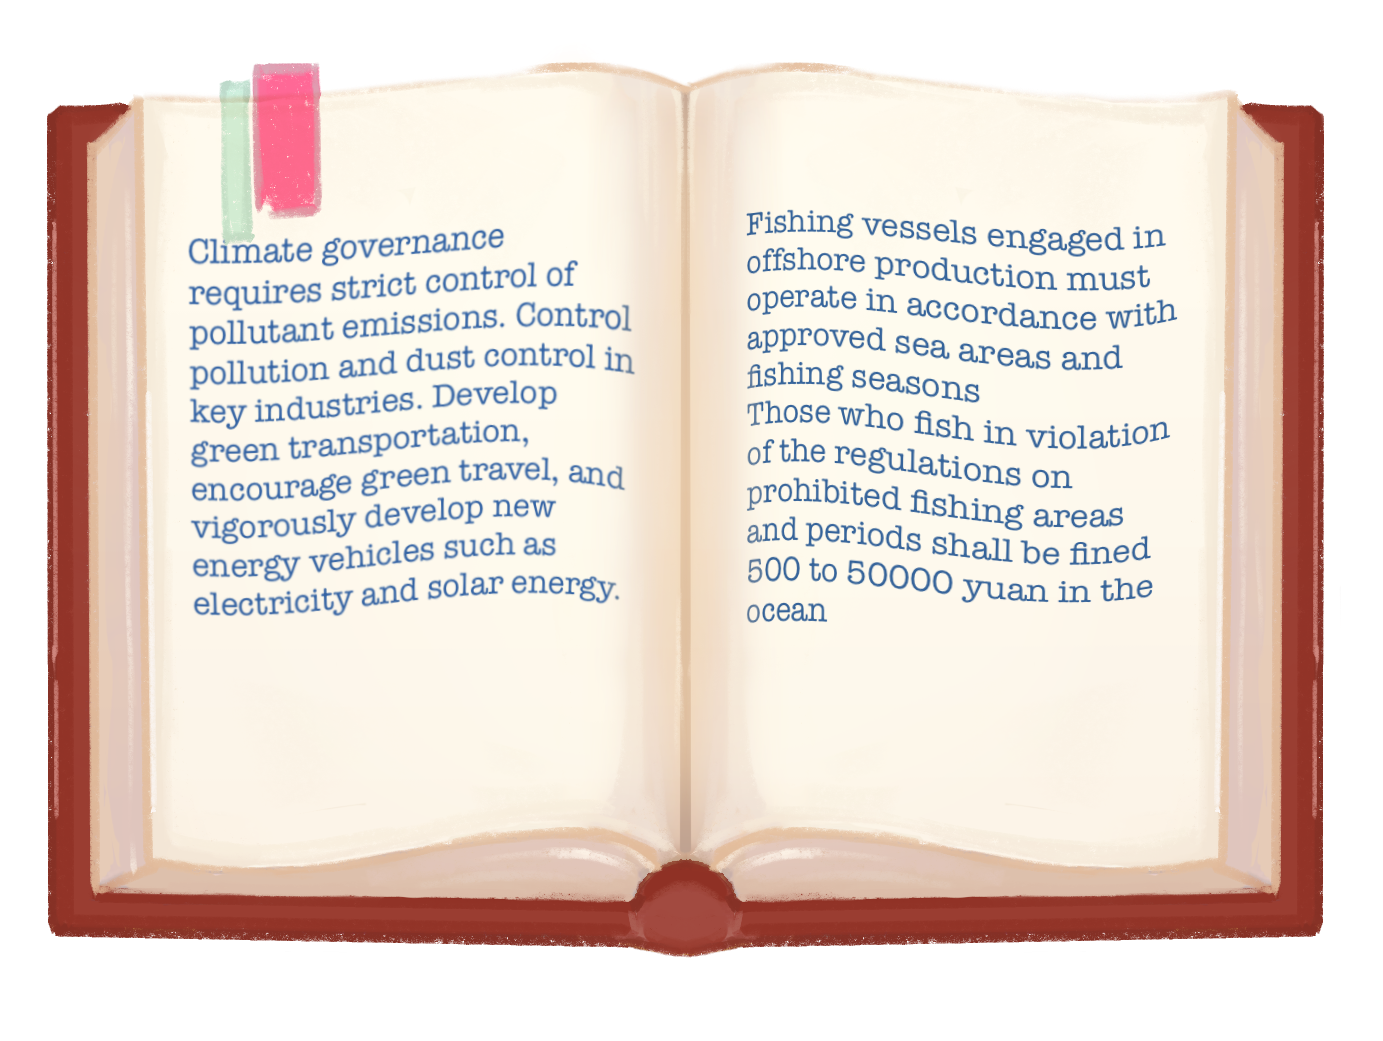 Climate governance
requires strict control of
pollutant emissions. Control
pollution and dust control in
key industries. Develop
green transportation,
encourage green travel, and
vigorously develop new
energy vehicles such as
electricity and solar energy.
Fishing vessels engaged in
offshore production must
operate in accordance with
approved sea areas and
fishing seasons
Those who fish in violation
of the regulations on
prohibited fishing areas
and periods shall be fined
500 to 50000 yuan in the
ocean